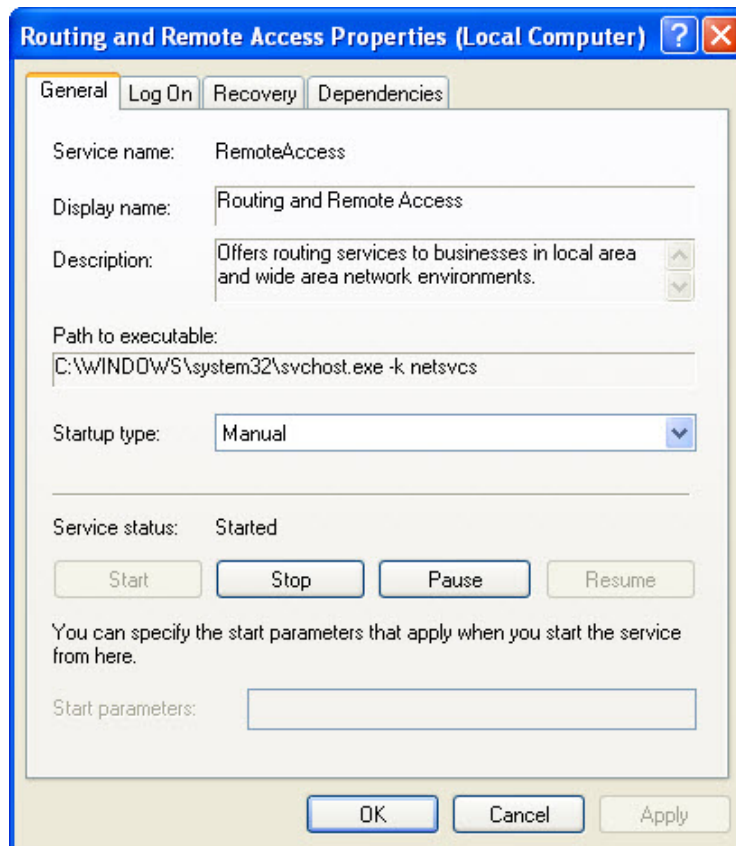 Routing and Remote Access Properties (Local Computer) ?
General Log On Recovery Dependencies
Service name: RemoteAccess
Display name: Routing and Remote Access
Description: Offers routing services to businesses in local area
and wide area network environments.
Path to executable:
C:\WINDOWS\system32\svchost.exe -k netsvcs
Startup type: Manual
Service status: Started
Start Stop Pause Resume
You can specify the start parameters that apply when you start the service
from here.
Start parameters:
OK Cancel Apply